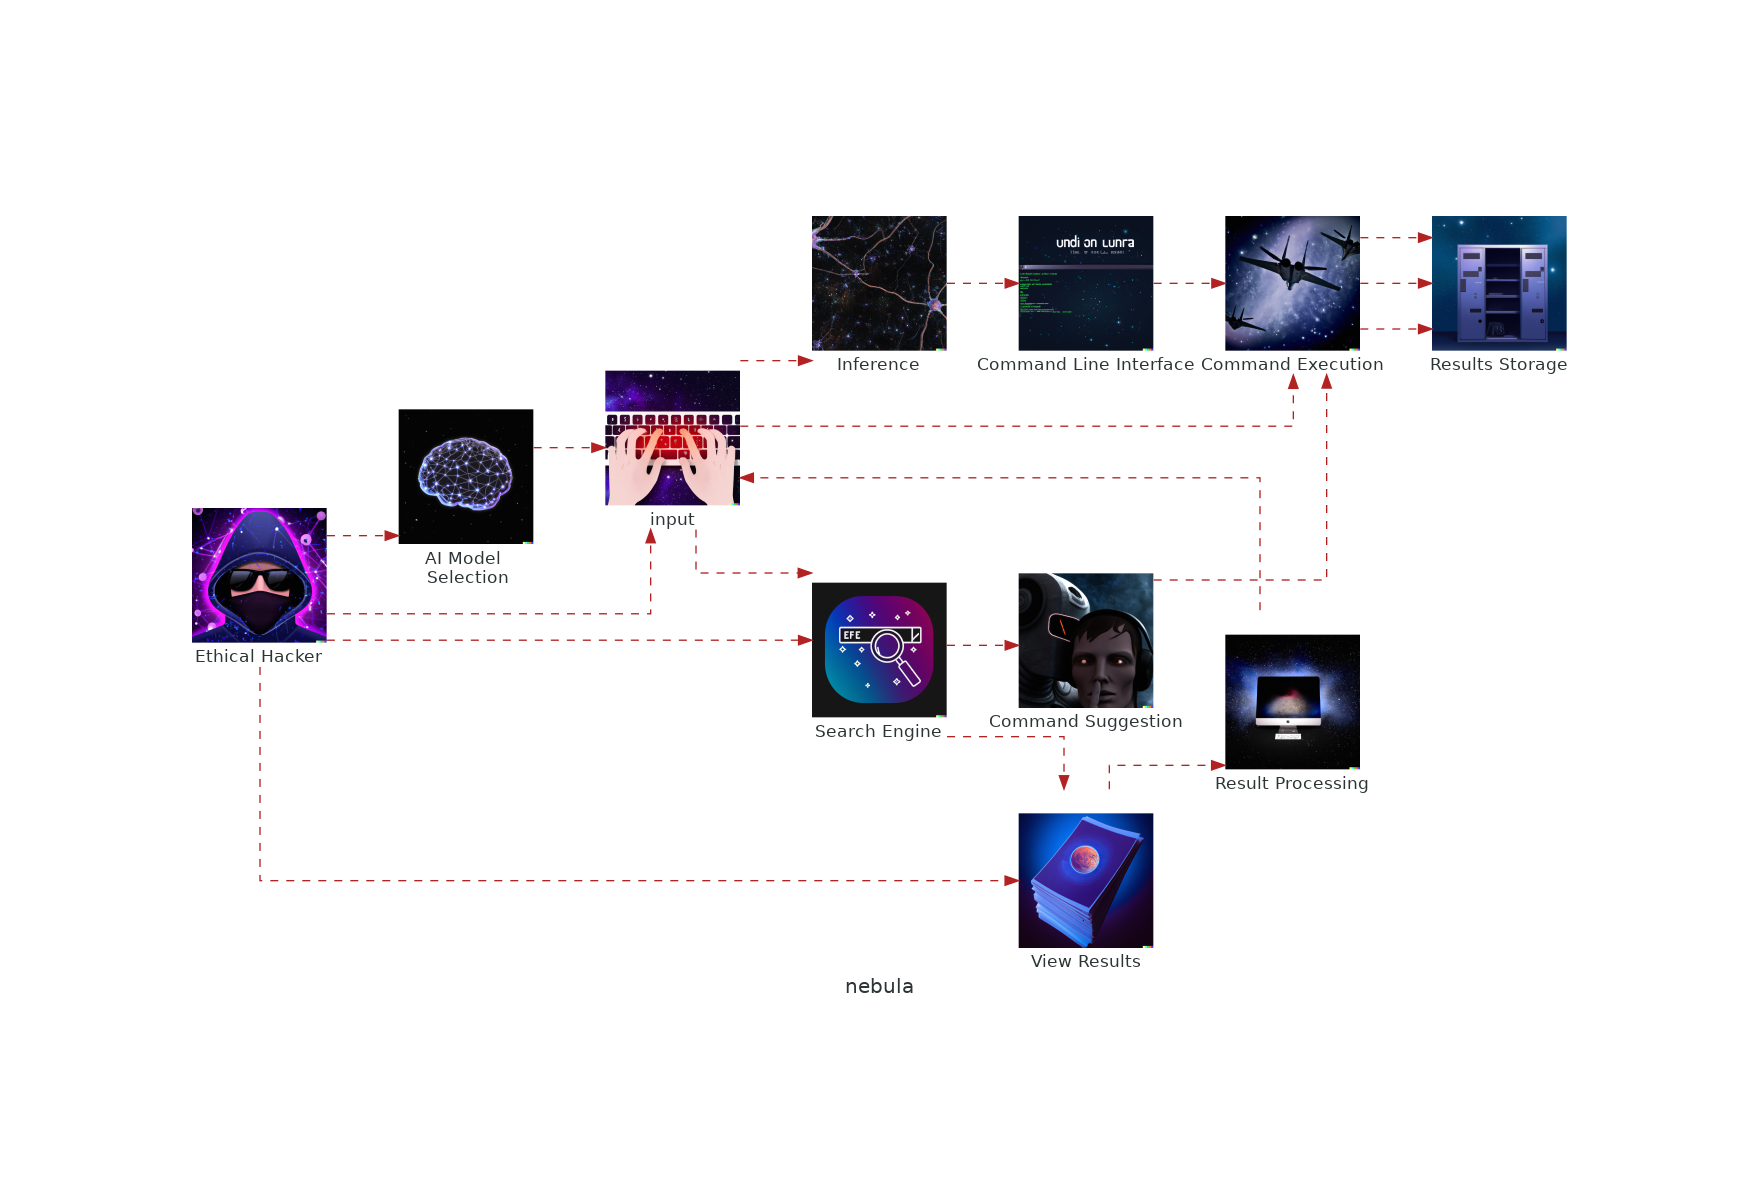 undi on Lunra
Inference
Command Line Interface
Command Execution
Results Storage
input
AI Model
Selection
Ethical Hacker
EFE
Search Engine
Command Suggestion
Result Processing
View Results
nebula